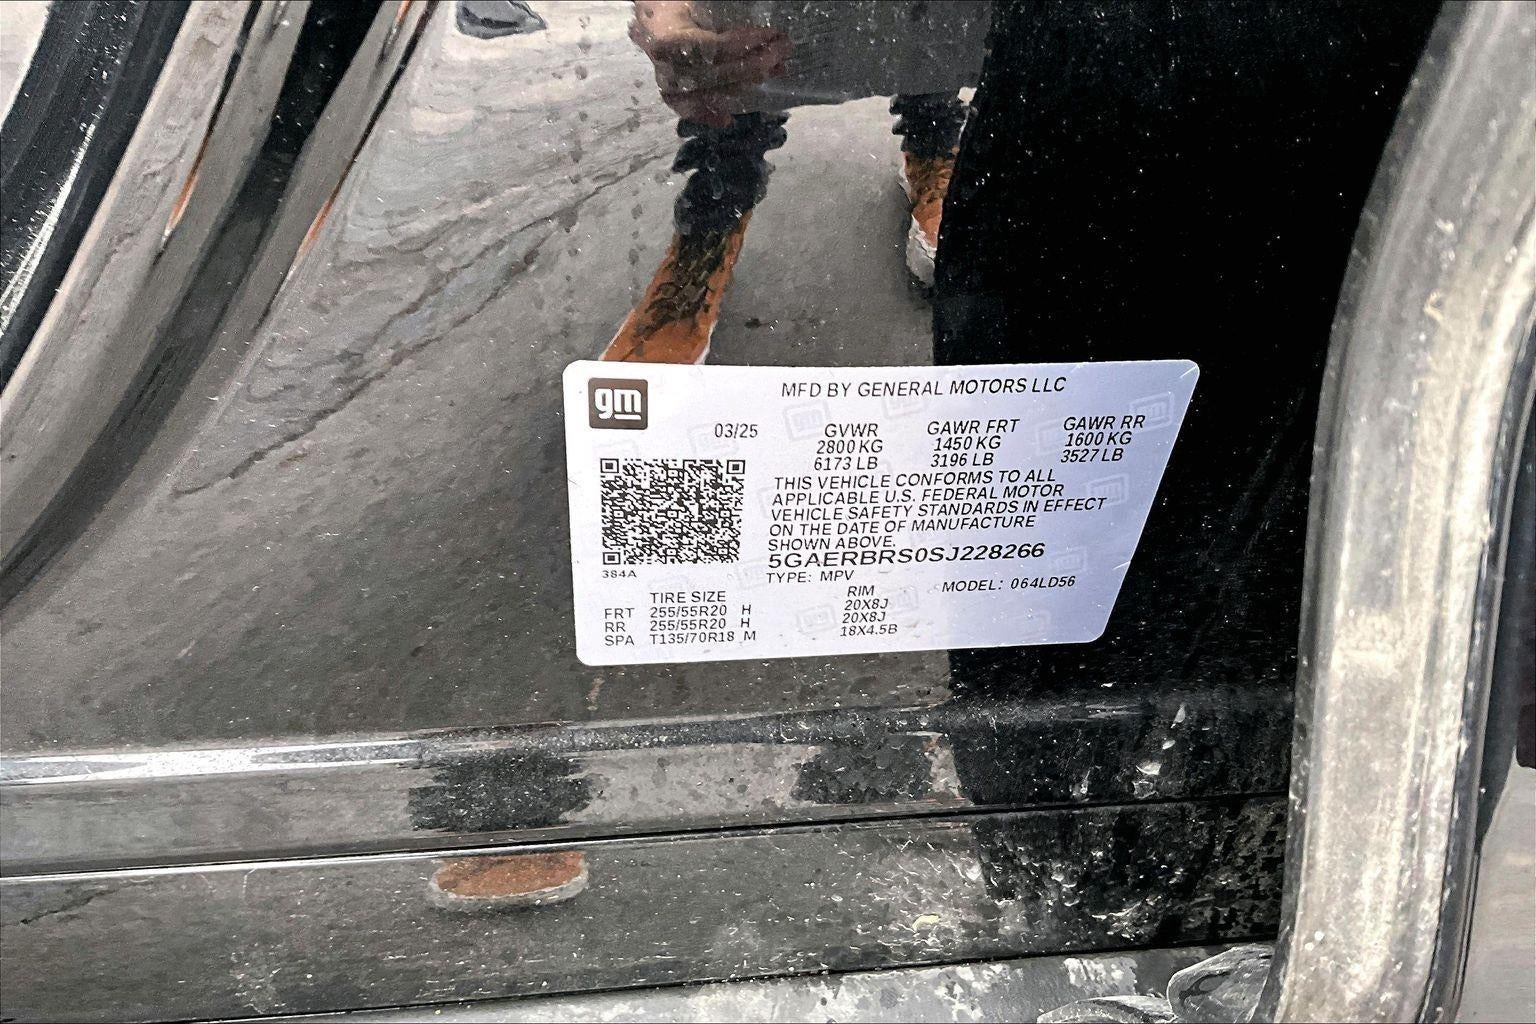 gm
MFD BY GENERAL MOTORS LLC
03/25 GVWR GAWR FRT GAWR RR
2800 KG 1450 KG 1600 KG
6173 LB 3196 LB 3527 LB
THIS VEHICLE CONFORMS TO ALL
APPLICABLE U.S. FEDERAL MOTOR
VEHICLE SAFETY STANDARDS IN EFFECT
ON THE DATE OF MANUFACTURE
SHOWN ABOVE.
5GAERBRS0SJ228266
384A
TYPE: MPV MODEL: 064LD56
TIRE SIZE RIM
FRT 255/55R20 H 20X8J
RR 255/55R20 H 20X8J
SPA T135/70R18 M 18X4.5B